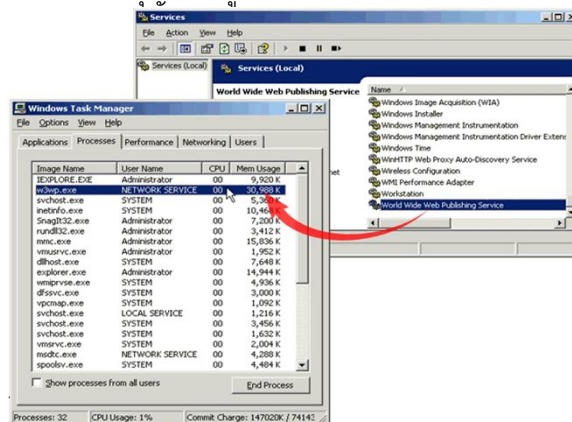 Services
File Action View Help
Services (Local)
Services (Local)
World Wide Web Publishing Service
Name
Windows Image Acquisition (WIA)
Windows Installer
Windows Management Instrumentation
Windows Management Instrumentation Driver Extens
Windows Time
WinHTTP Web Proxy Auto-Discovery Service
Wireless Configuration
WMI Performance Adapter
Workstation
World Wide Web Publishing Service
net
Windows Task Manager
File Options View Help
Applications Processes Performance Networking Users
Image Name User Name CPU Mem Usage
IEXPLORE.EXE Administrator 00 9,920 K
w3wp.exe NETWORK SERVICE 00 30,988 K
svchost.exe SYSTEM 00 5,360 K
inetinfo.exe SYSTEM 00 10,468 K
SnagIt32.exe Administrator 00 7,200 K
rundll32.exe Administrator 00 3,412 K
mmc.exe Administrator 00 15,836 K
vmusrvc.exe Administrator 00 1,952 K
dllhost.exe SYSTEM 00 7,648 K
explorer.exe Administrator 00 14,944 K
wmiprvse.exe SYSTEM 00 4,936 K
dfssvc.exe SYSTEM 00 3,000 K
vpcmap.exe SYSTEM 00 1,092 K
svchost.exe LOCAL SERVICE 00 1,216 K
svchost.exe SYSTEM 00 3,456 K
svchost.exe SYSTEM 00 1,632 K
vmsrvc.exe SYSTEM 00 2,004 K
msdtc.exe NETWORK SERVICE 00 4,288 K
spoolsv.exe SYSTEM 00 4,484 K
Show processes from all users
End Process
Processes: 32 CPU Usage: 1% Commit Charge: 147020K / 74143